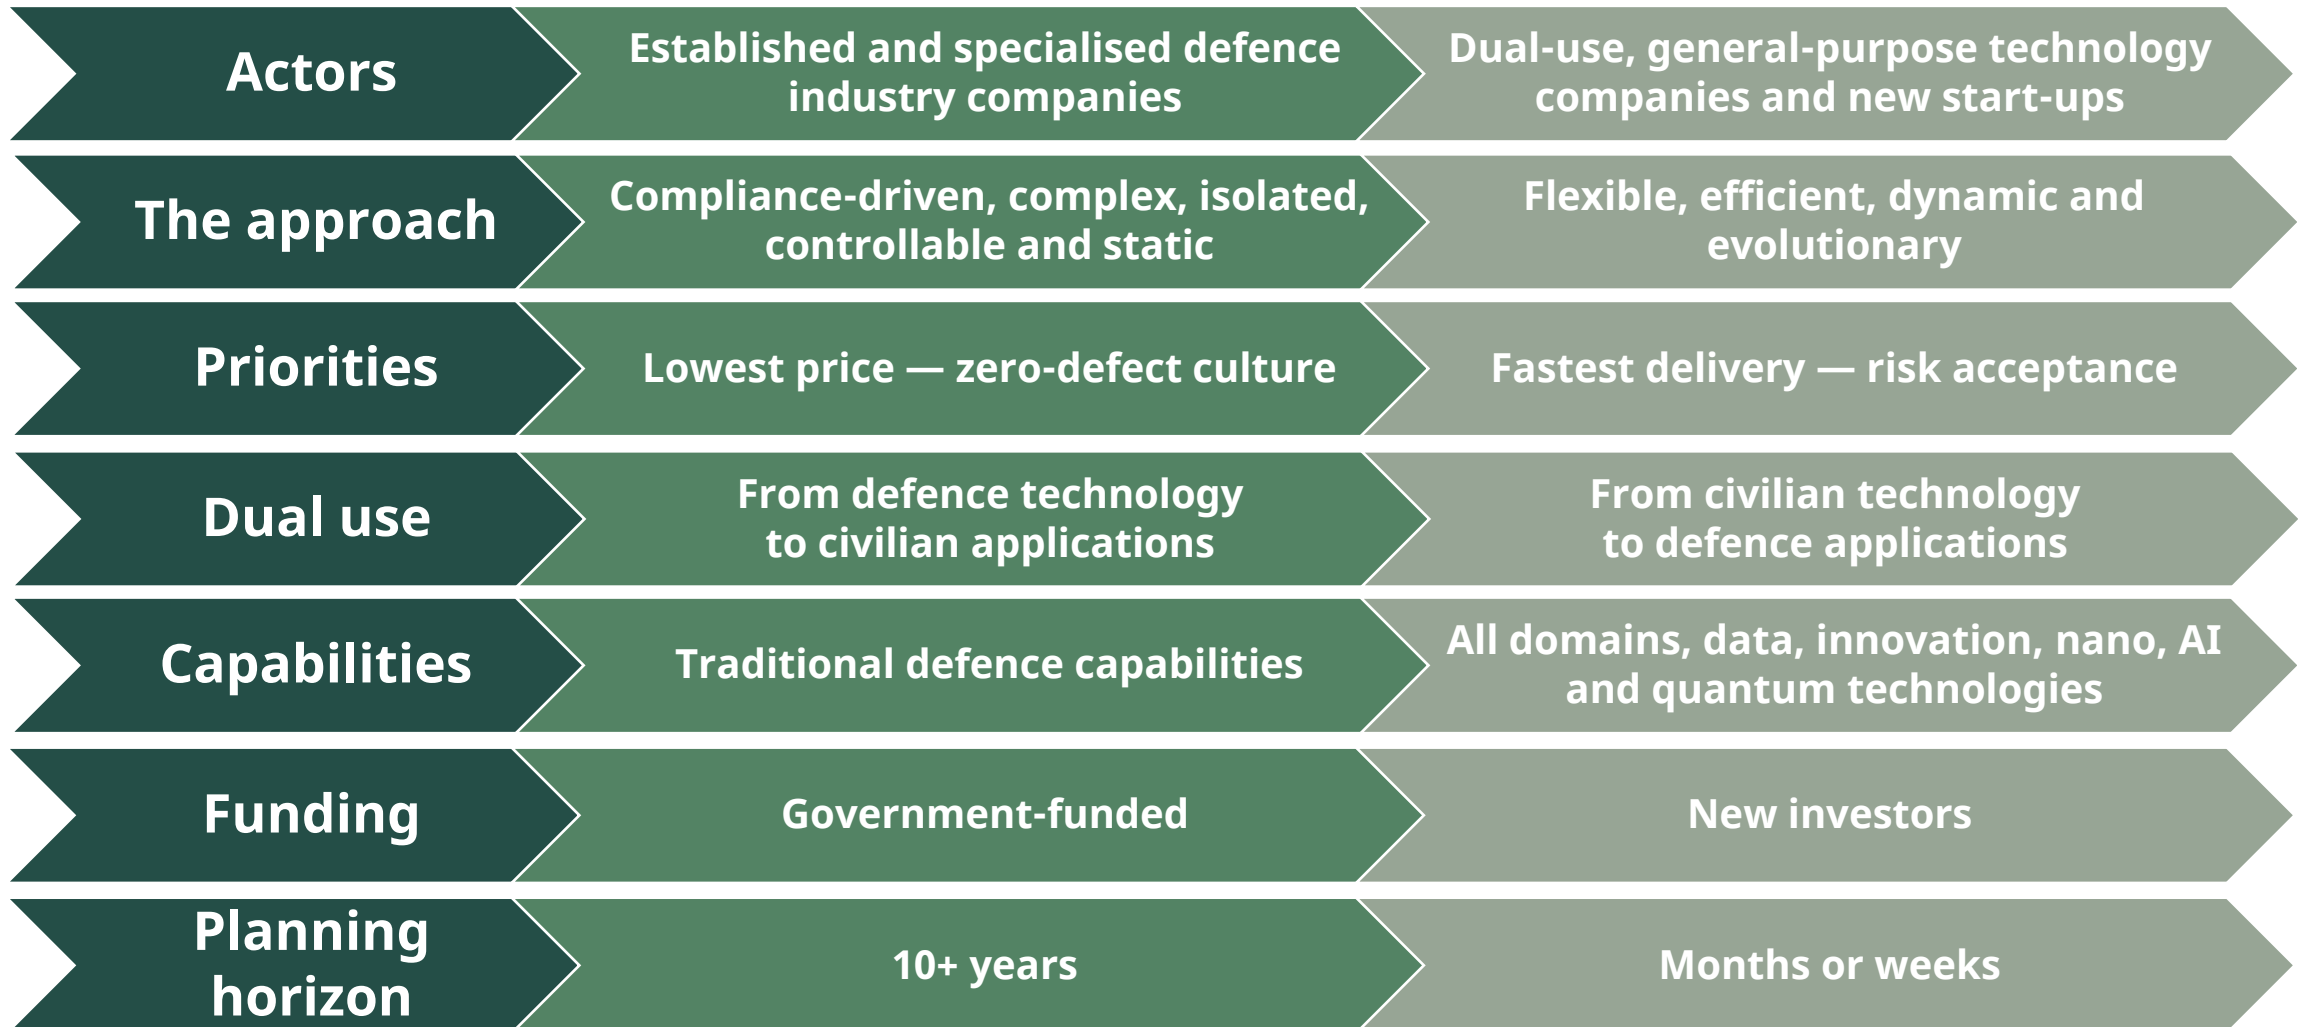 Actors
Established and specialised defence
industry companies
Dual-use, general-purpose technology
companies and new start-ups
The approach
Compliance-driven, complex, isolated,
controllable and static
Flexible, efficient, dynamic and
evolutionary
Priorities
Lowest price — zero-defect culture
Fastest delivery — risk acceptance
Dual use
From defence technology
to civilian applications
From civilian technology
to defence applications
Capabilities
Traditional defence capabilities
All domains, data, innovation, nano, AI
and quantum technologies
Funding
Government-funded
New investors
Planning
horizon
10+ years
Months or weeks